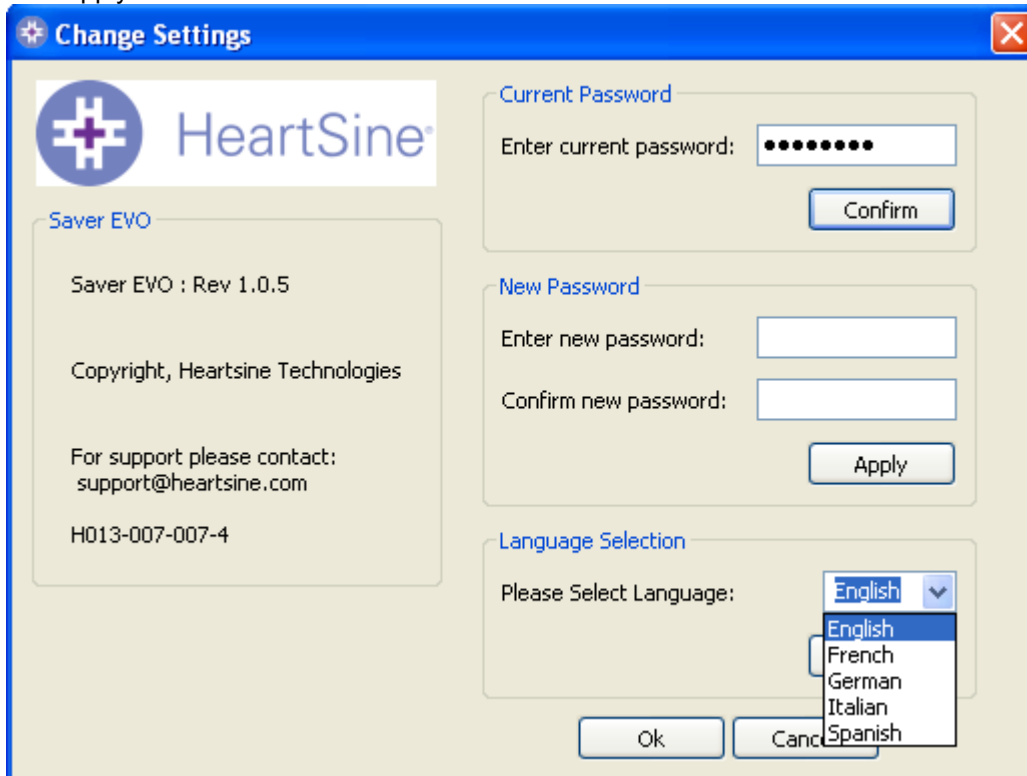 Change Settings
HeartSine
Saver EVO
Saver EVO : Rev 1.0.5
Copyright, Heartsine Technologies
For support please contact:
support@heartsine.com
H013-007-007-4
Current Password
Enter current password: ●●●●●●●●
Confirm
New Password
Enter new password:
Confirm new password:
Apply
Language Selection
Please Select Language: English
English
French
German
Italian
Spanish
Ok